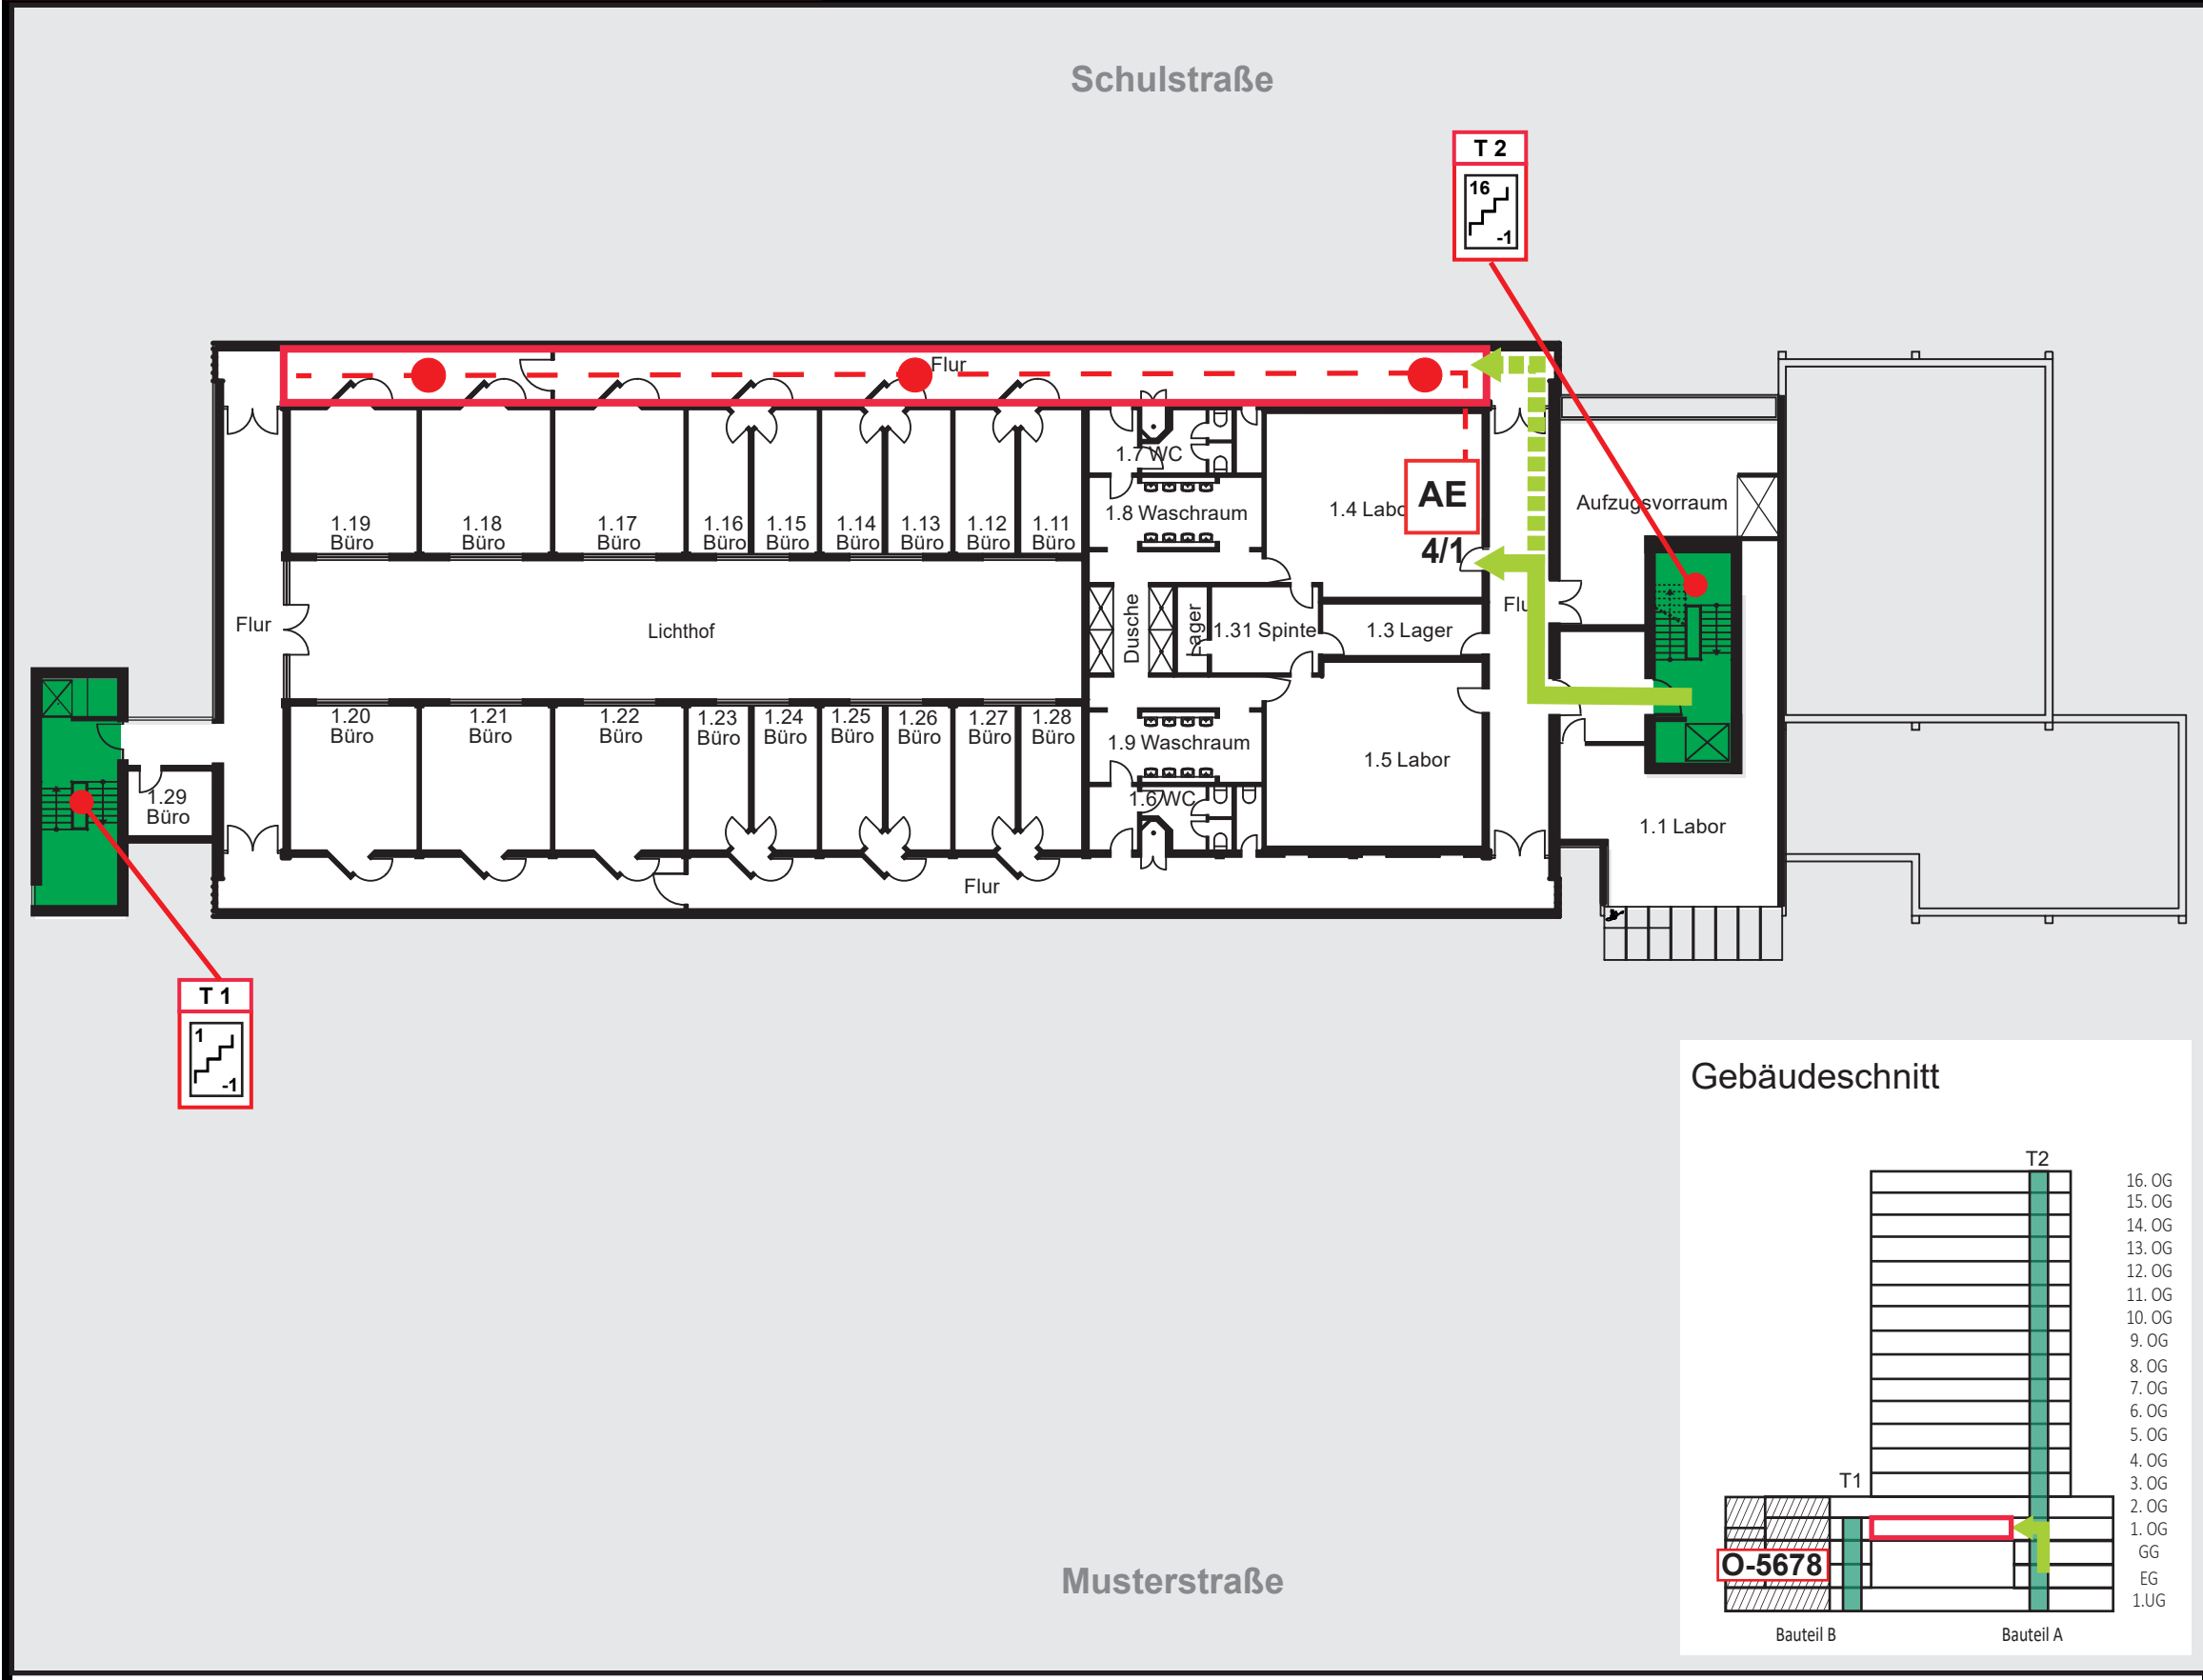 Schulstraße
T 2
16
-1
Flur
1.7 WC
1.19
Büro
1.18
Büro
1.17
Büro
1.16
Büro
1.15
Büro
1.14
Büro
1.13
Büro
1.12
Büro
1.11
Büro
1.8 Waschraum
1.4 Labo
AE
4/1
Aufzugsvorraum
Flur
Lichthof
Dusche
Lager
1.31 Spinte
1.3 Lager
Flu
1.20
Büro
1.21
Büro
1.22
Büro
1.23
Büro
1.24
Büro
1.25
Büro
1.26
Büro
1.27
Büro
1.28
Büro
1.9 Waschraum
1.5 Labor
1.29
Büro
1.6 WC
1.1 Labor
Flur
T 1
1
-1
Gebäudeschnitt
T2
16. OG
15. OG
14. OG
13. OG
12. OG
11. OG
10. OG
9. OG
8. OG
7. OG
6. OG
5. OG
4. OG
3. OG
T1
2. OG
1. OG
GG
O-5678
EG
1.UG
Bauteil B
Bauteil A
Musterstraße